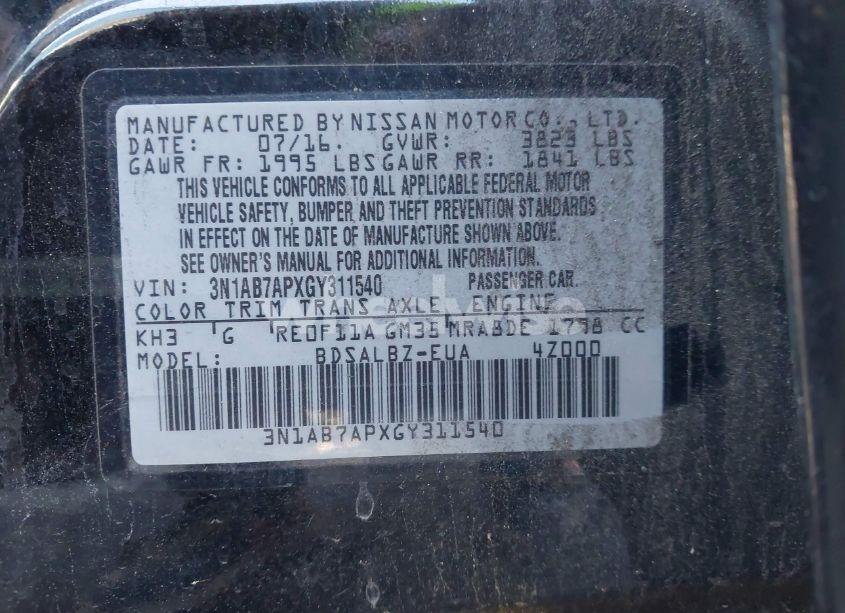 MANUFACTURED BY NISSAN MOTOR CO., LTD.
DATE: 07/16. GVWR: 3823 LBS
GAWR FR: 1995 LBS GAWR RR: 1841 LBS
THIS VEHICLE CONFORMS TO ALL APPLICABLE FEDERAL MOTOR
VEHICLE SAFETY, BUMPER AND THEFT PREVENTION STANDARDS
IN EFFECT ON THE DATE OF MANUFACTURE SHOWN ABOVE.
SEE OWNER'S MANUAL FOR ADDITIONAL INFORMATION.
VIN: 3N1AB7APXGY311540 PASSENGER CAR.
COLOR TRIM TRANS AXLE ENGINE
KH3 G RE0F11A GM35 MRA8DE 1798 CC
MODEL: BDSALBZ-EUA 4Z000
3N1AB7APXGY311540